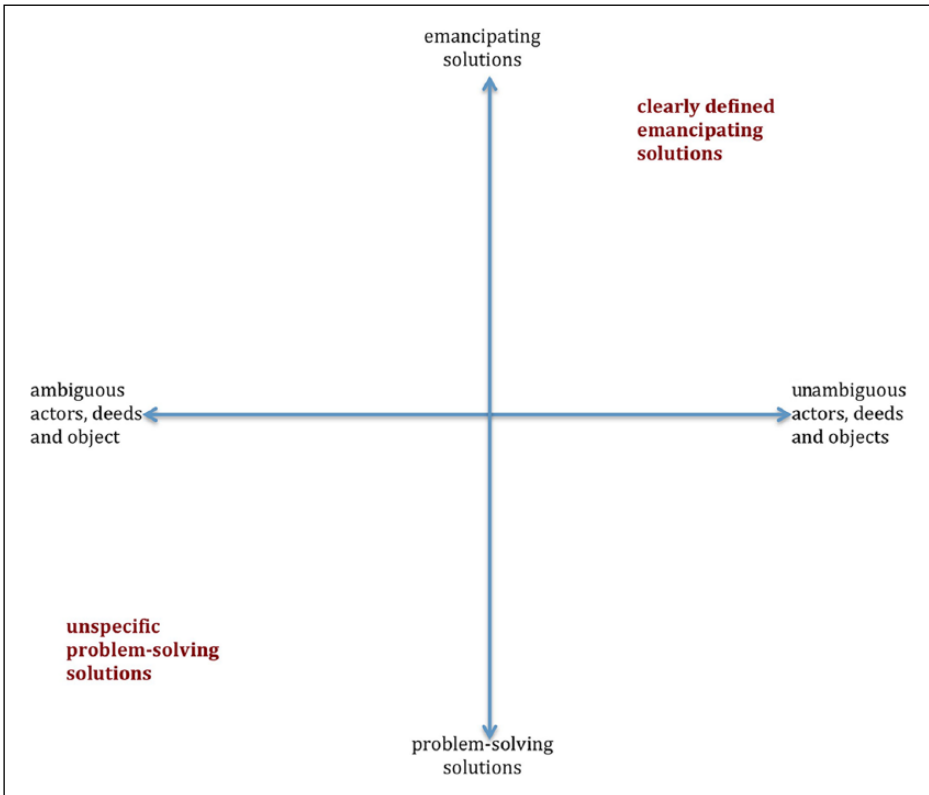 emancipating
solutions
clearly defined
emancipating
solutions
ambiguous
actors, deeds
and object
unambiguous
actors, deeds
and objects
unspecific
problem-solving
solutions
problem-solving
solutions